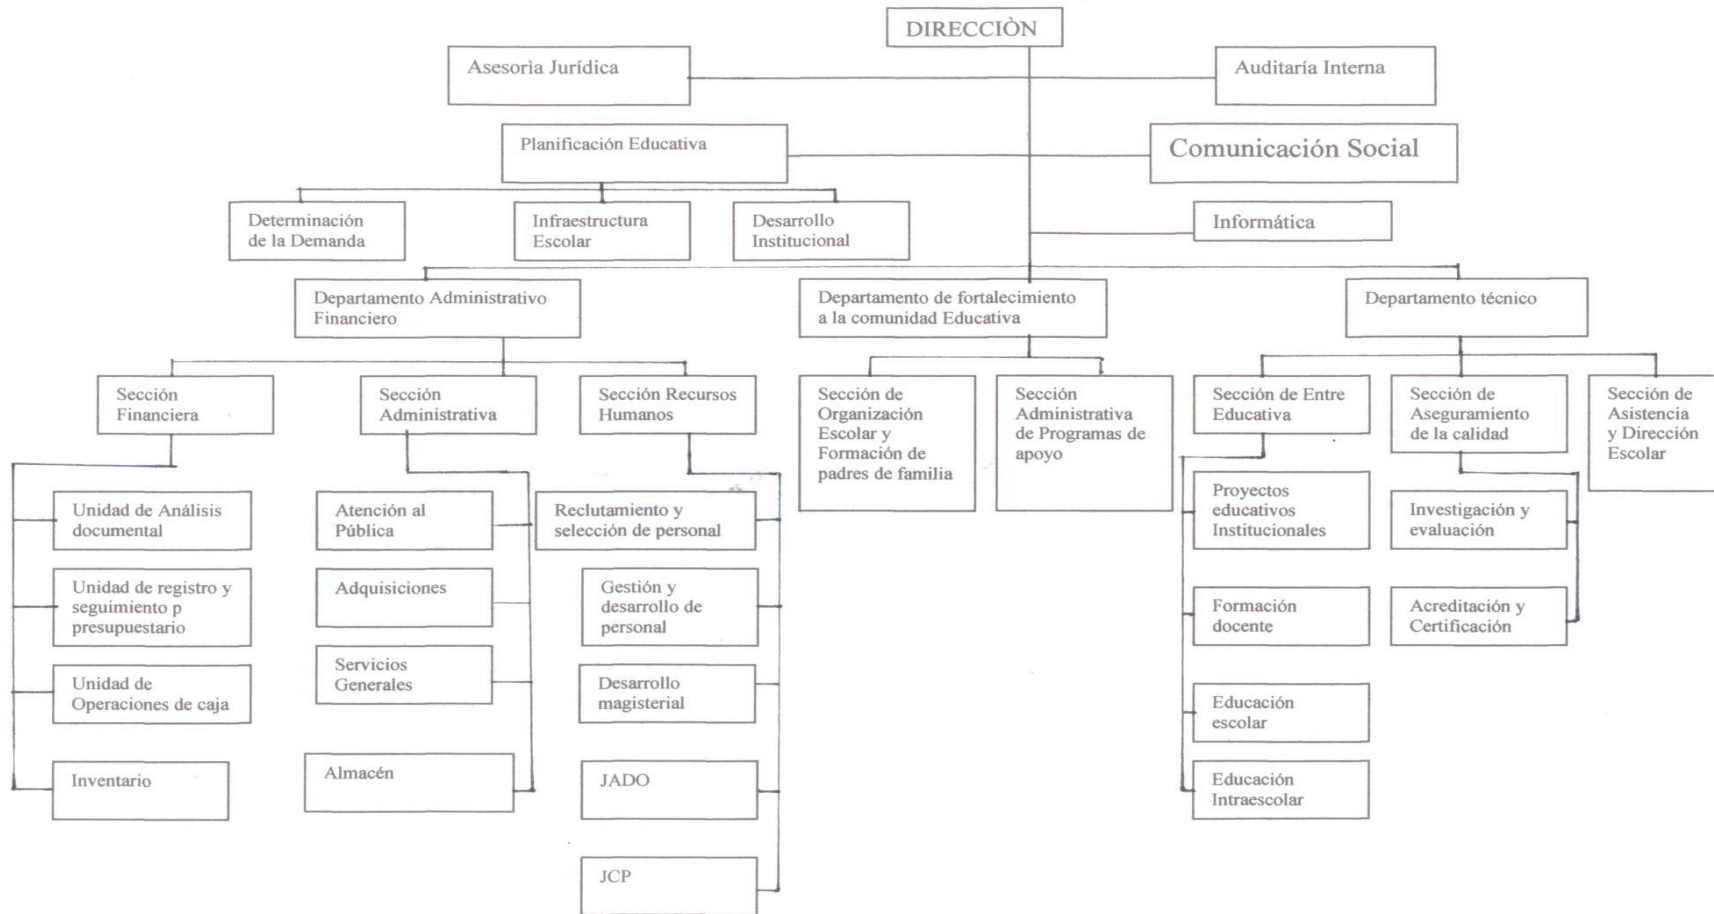 DIRECCIÒN
Asesorìa Jurídica
Auditaría Interna
Planificación Educativa
Comunicación Social
Determinación
de la Demanda
Infraestructura
Escolar
Desarrollo
Institucional
Informática
Departamento Administrativo
Financiero
Departamento de fortalecimiento
a la comunidad Educativa
Departamento técnico
Sección
Financiera
Sección
Administrativa
Sección Recursos
Humanos
Sección de
Organización
Escolar y
Formación de
padres de familia
Sección
Administrativa
de Programas de
apoyo
Sección de Entre
Educativa
Sección de
Aseguramiento
de la calidad
Sección de
Asistencia
y Dirección
Escolar
Unidad de Análisis
documental
Unidad de registro y
seguimiento p
presupuestario
Unidad de
Operaciones de caja
Inventario
Atención al
Pública
Adquisiciones
Servicios
Generales
Almacén
Reclutamiento y
selección de personal
Gestión y
desarrollo de
personal
Desarrollo
magisterial
JADO
JCP
Proyectos
educativos
Institucionales
Formación
docente
Educación
escolar
Educación
Intraescolar
Investigación y
evaluación
Acreditación y
Certificación